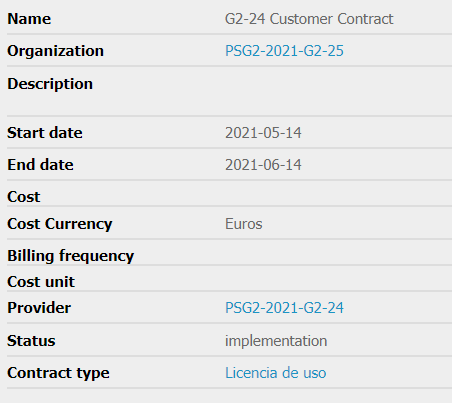 Name G2-24 Customer Contract
Organization PSG2-2021-G2-25
Description
Start date 2021-05-14
End date 2021-06-14
Cost
Cost Currency Euros
Billing frequency
Cost unit
Provider PSG2-2021-G2-24
Status implementation
Contract type Licencia de uso